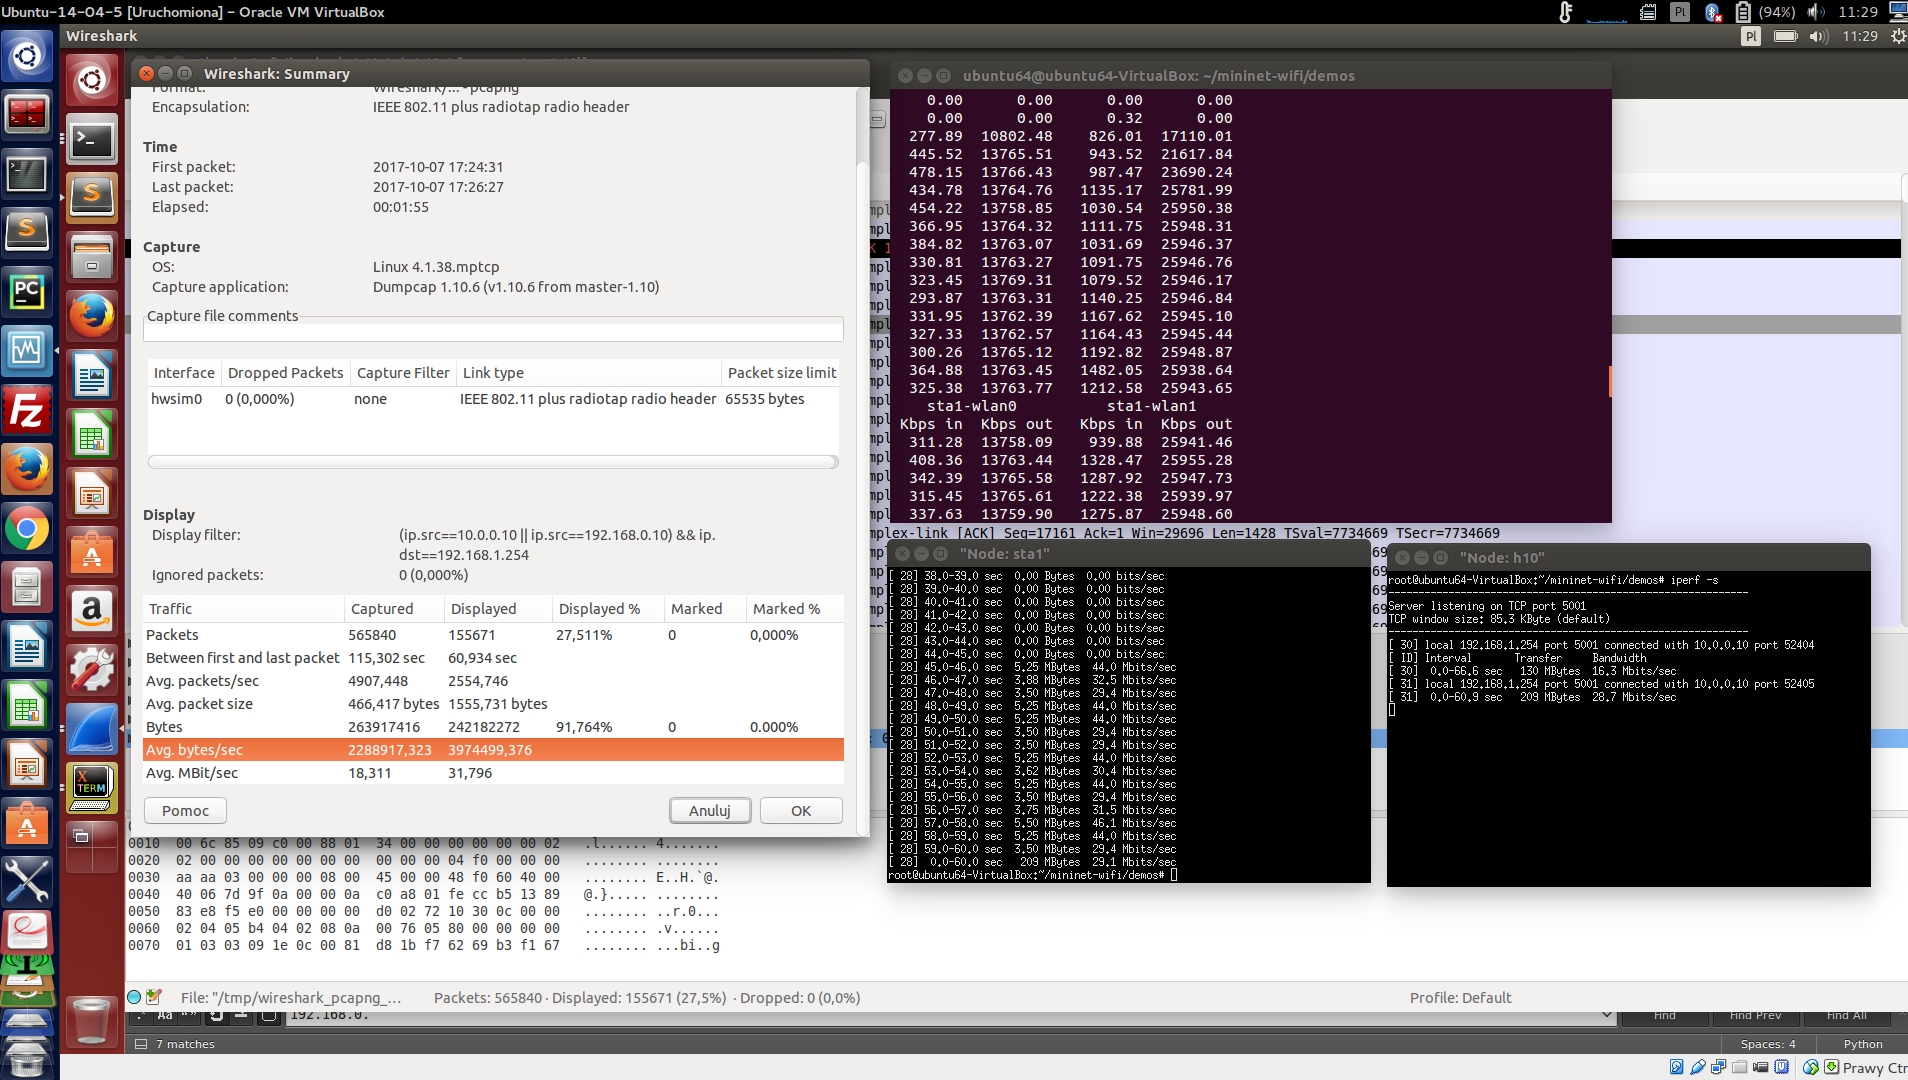 Ubuntu-14-04-5 [Uruchomiona] – Oracle VM VirtualBox
Pl (94%) 11:29
Wireshark
Pl 11:29
Wireshark: Summary
Format: Wireshark/... - pcapng
Encapsulation: IEEE 802.11 plus radiotap radio header
Time
First packet: 2017-10-07 17:24:31
Last packet: 2017-10-07 17:26:27
Elapsed: 00:01:55
Capture
OS: Linux 4.1.38.mptcp
Capture application: Dumpcap 1.10.6 (v1.10.6 from master-1.10)
Capture file comments
Interface Dropped Packets Capture Filter Link type Packet size limit
hwsim0 0 (0,000%) none IEEE 802.11 plus radiotap radio header 65535 bytes
Display
Display filter: (ip.src==10.0.0.10 || ip.src==192.168.0.10) && ip.
dst==192.168.1.254
Ignored packets: 0 (0,000%)
Traffic Captured Displayed Displayed % Marked Marked %
Packets 565840 155671 27,511% 0 0,000%
Between first and last packet 115,302 sec 60,934 sec
Avg. packets/sec 4907,448 2554,746
Avg. packet size 466,417 bytes 1555,731 bytes
Bytes 263917416 242182272 91,764% 0 0.000%
Avg. bytes/sec 2288917,323 3974499,376
Avg. MBit/sec 18,311 31,796
Pomoc Anuluj OK
ubuntu64@ubuntu64-VirtualBox: ~/mininet-wifi/demos
0.00 0.00 0.00 0.00
0.00 0.00 0.32 0.00
277.89 10802.48 826.01 17110.01
445.52 13765.51 943.52 21617.84
478.15 13766.43 987.47 23690.24
434.78 13764.76 1135.17 25781.99
454.22 13758.85 1030.54 25950.38
366.95 13764.32 1111.75 25948.31
384.82 13763.07 1031.69 25946.37
330.81 13763.27 1091.75 25946.76
323.45 13769.31 1079.52 25946.17
293.87 13763.31 1140.25 25946.84
331.95 13762.39 1167.62 25945.10
327.33 13762.57 1164.43 25945.44
300.26 13765.12 1192.82 25948.87
364.88 13763.45 1482.05 25938.64
325.38 13763.77 1212.58 25943.65
sta1-wlan0 sta1-wlan1
Kbps in Kbps out Kbps in Kbps out
311.28 13758.09 939.88 25941.46
408.36 13763.44 1328.47 25955.28
342.39 13765.58 1287.92 25947.73
315.45 13765.61 1222.38 25939.97
337.63 13759.90 1275.87 25948.60
mplex-link [ACK] Seq=17161 Ack=1 Win=29696 Len=1428 TSval=7734669 TSecr=7734669
"Node: sta1"
[ 28] 38.0-39.0 sec 0.00 Bytes 0.00 bits/sec
[ 28] 39.0-40.0 sec 0.00 Bytes 0.00 bits/sec
[ 28] 40.0-41.0 sec 0.00 Bytes 0.00 bits/sec
[ 28] 41.0-42.0 sec 0.00 Bytes 0.00 bits/sec
[ 28] 42.0-43.0 sec 0.00 Bytes 0.00 bits/sec
[ 28] 43.0-44.0 sec 0.00 Bytes 0.00 bits/sec
[ 28] 44.0-45.0 sec 0.00 Bytes 0.00 bits/sec
[ 28] 45.0-46.0 sec 5.25 MBytes 44.0 Mbits/sec
[ 28] 46.0-47.0 sec 3.88 MBytes 32.5 Mbits/sec
[ 28] 47.0-48.0 sec 3.50 MBytes 29.4 Mbits/sec
[ 28] 48.0-49.0 sec 5.25 MBytes 44.0 Mbits/sec
[ 28] 49.0-50.0 sec 5.25 MBytes 44.0 Mbits/sec
[ 28] 50.0-51.0 sec 3.50 MBytes 29.4 Mbits/sec
[ 28] 51.0-52.0 sec 3.50 MBytes 29.4 Mbits/sec
[ 28] 52.0-53.0 sec 5.25 MBytes 44.0 Mbits/sec
[ 28] 53.0-54.0 sec 3.62 MBytes 30.4 Mbits/sec
[ 28] 54.0-55.0 sec 5.25 MBytes 44.0 Mbits/sec
[ 28] 55.0-56.0 sec 3.50 MBytes 29.4 Mbits/sec
[ 28] 56.0-57.0 sec 3.75 MBytes 31.5 Mbits/sec
[ 28] 57.0-58.0 sec 5.50 MBytes 46.1 Mbits/sec
[ 28] 58.0-59.0 sec 5.25 MBytes 44.0 Mbits/sec
[ 28] 59.0-60.0 sec 3.50 MBytes 29.4 Mbits/sec
[ 28] 0.0-60.0 sec 209 MBytes 29.1 Mbits/sec
root@ubuntu64-VirtualBox:~/mininet-wifi/demos#
"Node: h10"
root@ubuntu64-VirtualBox:~/mininet-wifi/demos# iperf -s
------------------------------------------------------------
Server listening on TCP port 5001
TCP window size: 85.3 KByte (default)
------------------------------------------------------------
[ 30] local 192.168.1.254 port 5001 connected with 10.0.0.10 port 52404
[ ID] Interval Transfer Bandwidth
[ 30] 0.0-66.6 sec 130 MBytes 16.3 Mbits/sec
[ 31] local 192.168.1.254 port 5001 connected with 10.0.0.10 port 52405
[ 31] 0.0-60.9 sec 209 MBytes 28.7 Mbits/sec
0010 00 6c 85 09 c0 00 88 01 34 00 00 00 00 00 00 02 .l...... 4.......
0020 02 00 00 00 00 00 00 00 00 00 04 f0 00 00 00 00 ........ ........
0030 aa aa 03 00 00 00 08 00 45 00 00 48 f0 60 40 00 ........ E..H.`@.
0040 40 06 7d 9f 0a 00 00 0a c0 a8 01 fe cc b5 13 89 @.}..... ........
0050 83 e8 f5 e0 00 00 00 00 d0 02 72 10 30 0c 00 00 ........ ..r.0...
0060 02 04 05 b4 04 02 08 0a 00 76 05 80 00 00 00 00 ........ .v......
0070 01 03 03 09 1e 0c 00 81 d8 1b f7 62 69 b3 f1 67 ........ ...bi..g
File: "/tmp/wireshark_pcapng_... Packets: 565840 · Displayed: 155671 (27,5%) · Dropped: 0 (0,0%) Profile: Default
.* Aa 192.168.0. Find Find Prev Find All
7 matches Spaces: 4 Python
Prawy Ctr
PC
Fz
X TERM